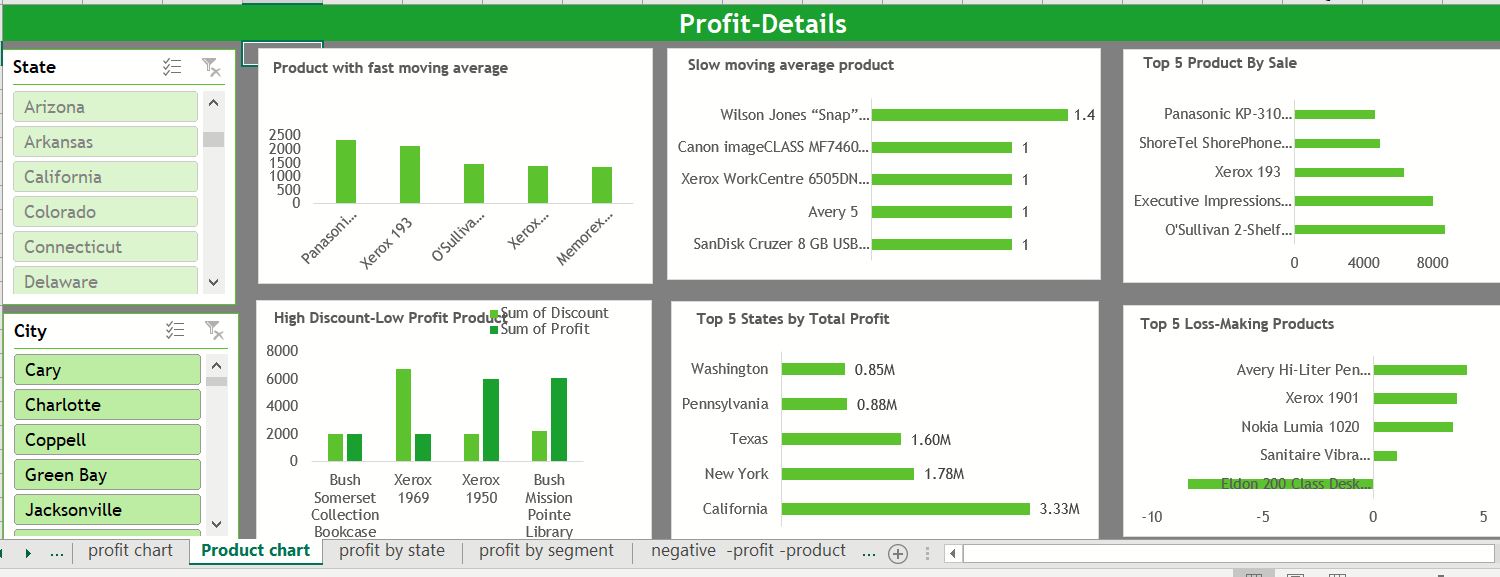 Profit-Details
State
Arizona
Arkansas
California
Colorado
Connecticut
Delaware
City
Cary
Charlotte
Coppell
Green Bay
Jacksonville
Product with fast moving average
2500
2000
1500
1000
500
0
Panasoni...
Xerox 193
O'Sulliva...
Xerox...
Memorex...
Slow moving average product
Wilson Jones “Snap”... 1.4
Canon imageCLASS MF7460... 1
Xerox WorkCentre 6505DN... 1
Avery 5 1
SanDisk Cruzer 8 GB USB... 1
Top 5 Product By Sale
Panasonic KP-310...
ShoreTel ShorePhone...
Xerox 193
Executive Impressions...
O'Sullivan 2-Shelf...
0 4000 8000
High Discount-Low Profit Product
Sum of Discount
Sum of Profit
8000
6000
4000
2000
0
Bush
Somerset
Collection
Bookcase
Xerox
1969
Xerox
1950
Bush
Mission
Pointe
Library
Top 5 States by Total Profit
Washington 0.85M
Pennsylvania 0.88M
Texas 1.60M
New York 1.78M
California 3.33M
Top 5 Loss-Making Products
Avery Hi-Liter Pen...
Xerox 1901
Nokia Lumia 1020
Sanitaire Vibra...
Eldon 200 Class Desk...
-10 -5 0 5
... profit chart Product chart profit by state profit by segment negative -profit -product ...